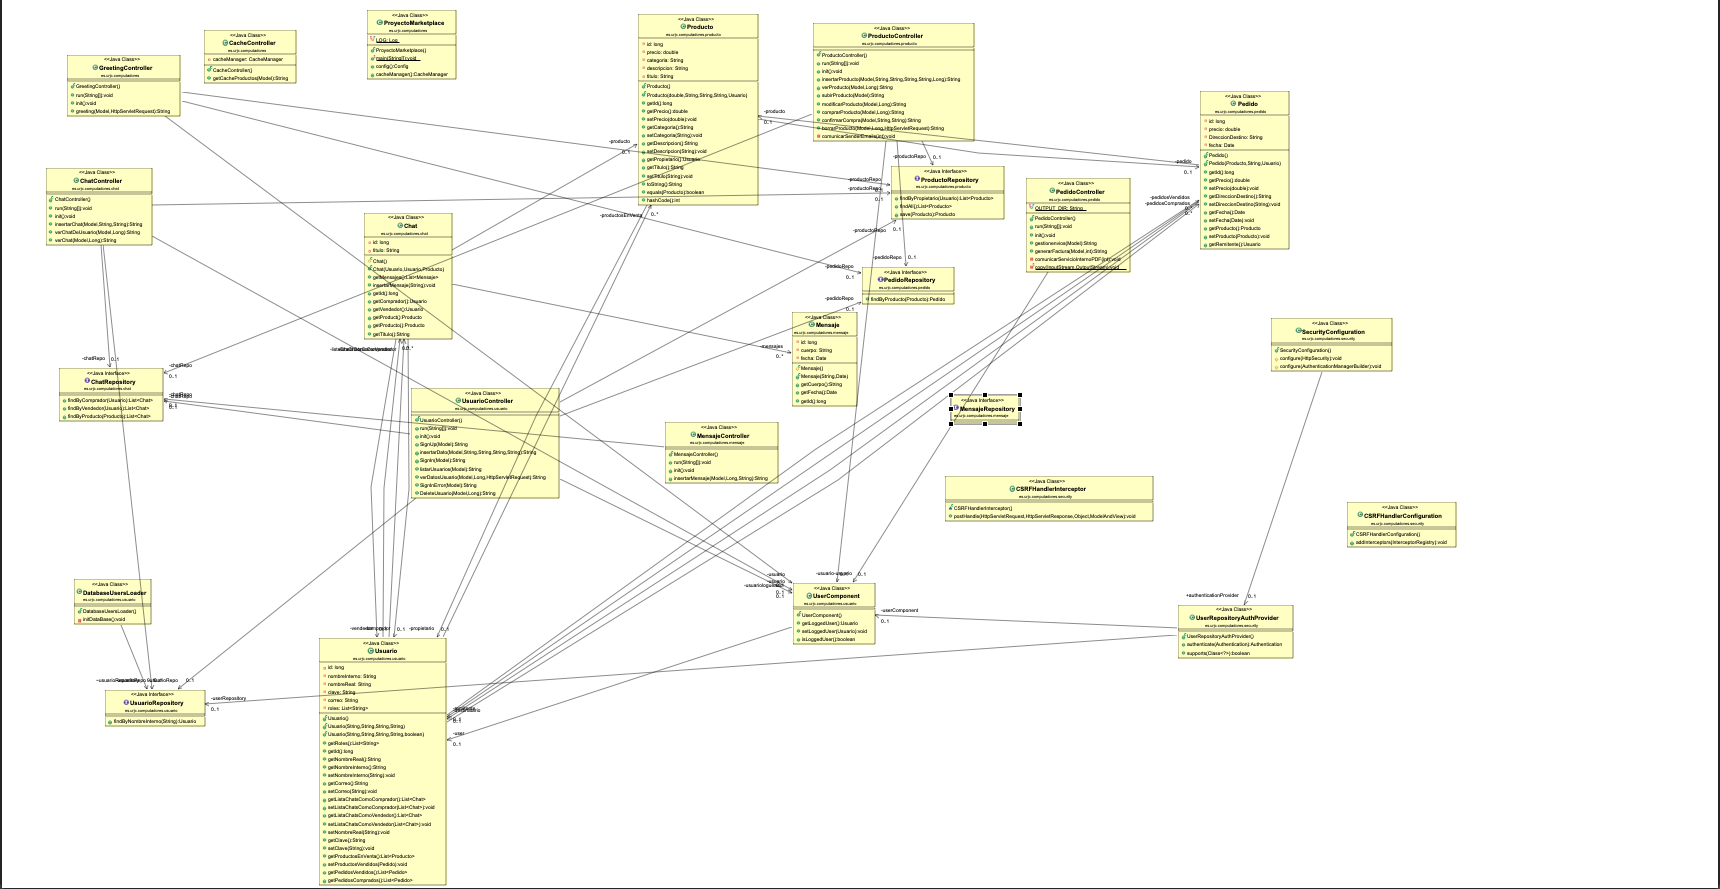 <<Java Class>>
GreetingController
es.urjc.computadores
GreetingController()
run(String[]):void
init():void
greeting(Model,HttpServletRequest):String
<<Java Class>>
CacheController
es.urjc.computadores
cacheManager: CacheManager
CacheController()
getCacheProductos(Model):String
<<Java Class>>
ProyectoMarketplace
es.urjc.computadores
LOG: Log
ProyectoMarketplace()
main(String[]):void
config():Config
cacheManager():CacheManager
<<Java Class>>
Producto
es.urjc.computadores.producto
id: long
precio: double
categoria: String
descripcion: String
titulo: String
Producto()
Producto(double,String,String,String,Usuario)
getId():long
getPrecio():double
setPrecio(double):void
getCategoria():String
setCategoria(String):void
getDescripcion():String
setDescripcion(String):void
getPropietario():Usuario
getTitulo():String
setTitulo(String):void
toString():String
equals(Producto):boolean
hashCode():int
<<Java Class>>
ProductoController
es.urjc.computadores.producto
ProductoController()
run(String[]):void
init():void
insertarProducto(Model,String,String,String,String,Long):String
verProducto(Model,Long):String
subirProducto(Model):String
modificarProducto(Model,Long):String
comprarProducto(Model,Long):String
confirmarCompra(Model,String,String):String
borrarProducto(Model,Long,HttpServletRequest):String
comunicarSenderEmails(int):void
<<Java Class>>
Pedido
es.urjc.computadores.pedido
id: long
precio: double
DireccionDestino: String
fecha: Date
Pedido()
Pedido(Producto,String,Usuario)
getId():long
getPrecio():double
setPrecio(double):void
getDireccionDestino():String
setDireccionDestino(String):void
getFecha():Date
setFecha(Date):void
getProducto():Producto
setProducto(Producto):void
getRemitente():Usuario
<<Java Class>>
ChatController
es.urjc.computadores.chat
ChatController()
run(String[]):void
init():void
insertarChat(Model,String,String):String
verChatDeUsuario(Model,Long):String
verChat(Model,Long):String
<<Java Interface>>
ProductoRepository
es.urjc.computadores.producto
findByPropietario(Usuario):List<Producto>
findAll():List<Producto>
save(Producto):Producto
<<Java Class>>
PedidoController
es.urjc.computadores.pedido
OUTPUT_DIR: String
PedidoController()
run(String[]):void
init():void
gestionenvios(Model):String
generarFactura(Model,int):String
comunicarServicioInternoPDF(int):void
copy(InputStream,OutputStream):void
<<Java Class>>
Chat
es.urjc.computadores.chat
id: long
titulo: String
Chat()
Chat(Usuario,Usuario,Producto)
getMensajes():List<Mensaje>
insertarMensaje(String):void
getId():long
getComprador():Usuario
getVendedor():Usuario
getProduct():Producto
getProducto():Producto
getTitulo():String
<<Java Interface>>
PedidoRepository
es.urjc.computadores.pedido
findByProducto(Producto):Pedido
<<Java Class>>
Mensaje
es.urjc.computadores.mensaje
id: long
cuerpo: String
fecha: Date
Mensaje()
Mensaje(String,Date)
getCuerpo():String
getFecha():Date
getId():long
<<Java Class>>
SecurityConfiguration
es.urjc.computadores.security
SecurityConfiguration()
configure(HttpSecurity):void
configure(AuthenticationManagerBuilder):void
<<Java Interface>>
ChatRepository
es.urjc.computadores.chat
findByComprador(Usuario):List<Chat>
findByVendedor(Usuario):List<Chat>
findByProducto(Producto):List<Chat>
<<Java Class>>
UsuarioController
es.urjc.computadores.usuario
UsuarioController()
run(String[]):void
init():void
SignUp(Model):String
insertarDato(Model,String,String,String,String):String
SignIn(Model):String
listarUsuarios(Model):String
verDatosUsuario(Model,Long,HttpServletRequest):String
SignInError(Model):String
DeleteUsuario(Model,Long):String
<<Java Interface>>
MensajeRepository
es.urjc.computadores.mensaje
<<Java Class>>
MensajeController
es.urjc.computadores.mensaje
MensajeController()
run(String[]):void
init():void
insertarMensaje(Model,Long,String):String
<<Java Class>>
CSRFHandlerInterceptor
es.urjc.computadores.security
CSRFHandlerInterceptor()
postHandle(HttpServletRequest,HttpServletResponse,Object,ModelAndView):void
<<Java Class>>
CSRFHandlerConfiguration
es.urjc.computadores.security
CSRFHandlerConfiguration()
addInterceptors(InterceptorRegistry):void
<<Java Class>>
DatabaseUsersLoader
es.urjc.computadores.usuario
DatabaseUsersLoader()
initDataBase():void
<<Java Class>>
UserComponent
es.urjc.computadores.usuario
UserComponent()
getLoggedUser():Usuario
setLoggedUser(Usuario):void
isLoggedUser():boolean
<<Java Class>>
UserRepositoryAuthProvider
es.urjc.computadores.security
UserRepositoryAuthProvider()
authenticate(Authentication):Authentication
supports(Class<?>):boolean
<<Java Interface>>
UsuarioRepository
es.urjc.computadores.usuario
findByNombreInterno(String):Usuario
<<Java Class>>
Usuario
es.urjc.computadores.usuario
id: long
nombreInterno: String
nombreReal: String
clave: String
correo: String
roles: List<String>
Usuario()
Usuario(String,String,String,String)
Usuario(String,String,String,String,boolean)
getRoles():List<String>
getId():long
getNombreReal():String
getNombreInterno():String
setNombreInterno(String):void
getCorreo():String
setCorreo(String):void
getListaChatsComoComprador():List<Chat>
setListaChatsComoComprador(List<Chat>):void
getListaChatsComoVendedor():List<Chat>
setListaChatsComoVendedor(List<Chat>):void
setNombreReal(String):void
getClave():String
setClave(String):void
getProductosEnVenta():List<Producto>
setProductosVendidos(Pedido):void
getPedidosVendidos():List<Pedido>
getPedidosComprados():List<Pedido>
-producto
0..1
-producto
0..1
-pedido
0..1
-productoRepo
0..1
-productoRepo
-productoRepo
0..1
-productoRepo
0..1
-productosEnVenta
0..*
-pedidosVendidos
-pedidosComprados
-pedidoRepo
0..1
-pedidoRepo
0..1
-pedidoRepo
0..1
-mensajes
0..*
-chatRepo
0..1
-chatRepo
0..1
-propietario
0..1
-usuario
0..1
+authenticationProvider
0..1
-userComponent
0..1
-userRepository
0..1
-user
0..1